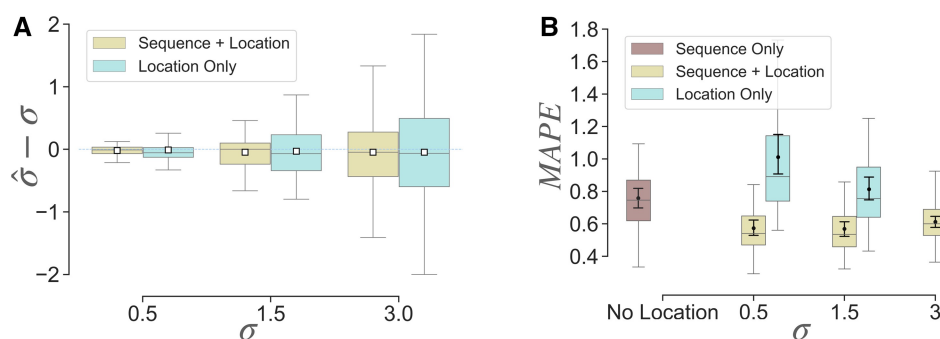 A
Sequence + Location
Location Only
2
1
0
−1
−2
σ̂ − σ
0.5
1.5
3.0
σ
B
Sequence Only
Sequence + Location
Location Only
1.8
1.6
1.4
1.2
1.0
0.8
0.6
0.4
MAPE
No Location
0.5
1.5
3
σ